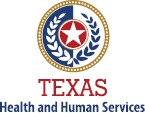 TEXAS
Health and Human Services